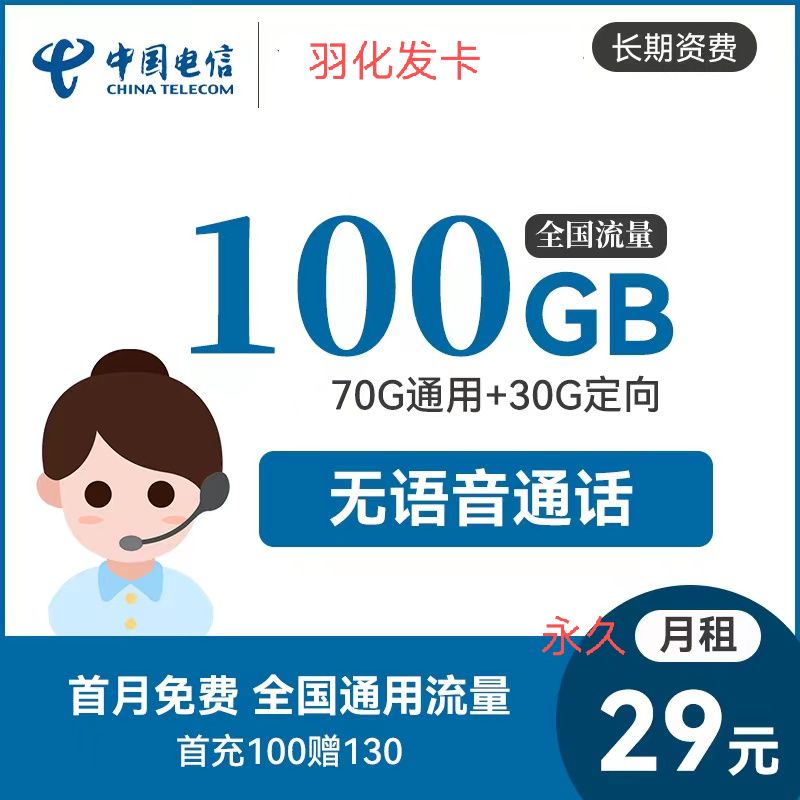 中国电信
CHINA TELECOM
羽化发卡
长期资费
100GB
全国流量
70G通用+30G定向
无语音通话
永久
月租
29元
首月免费 全国通用流量
首充100赠130